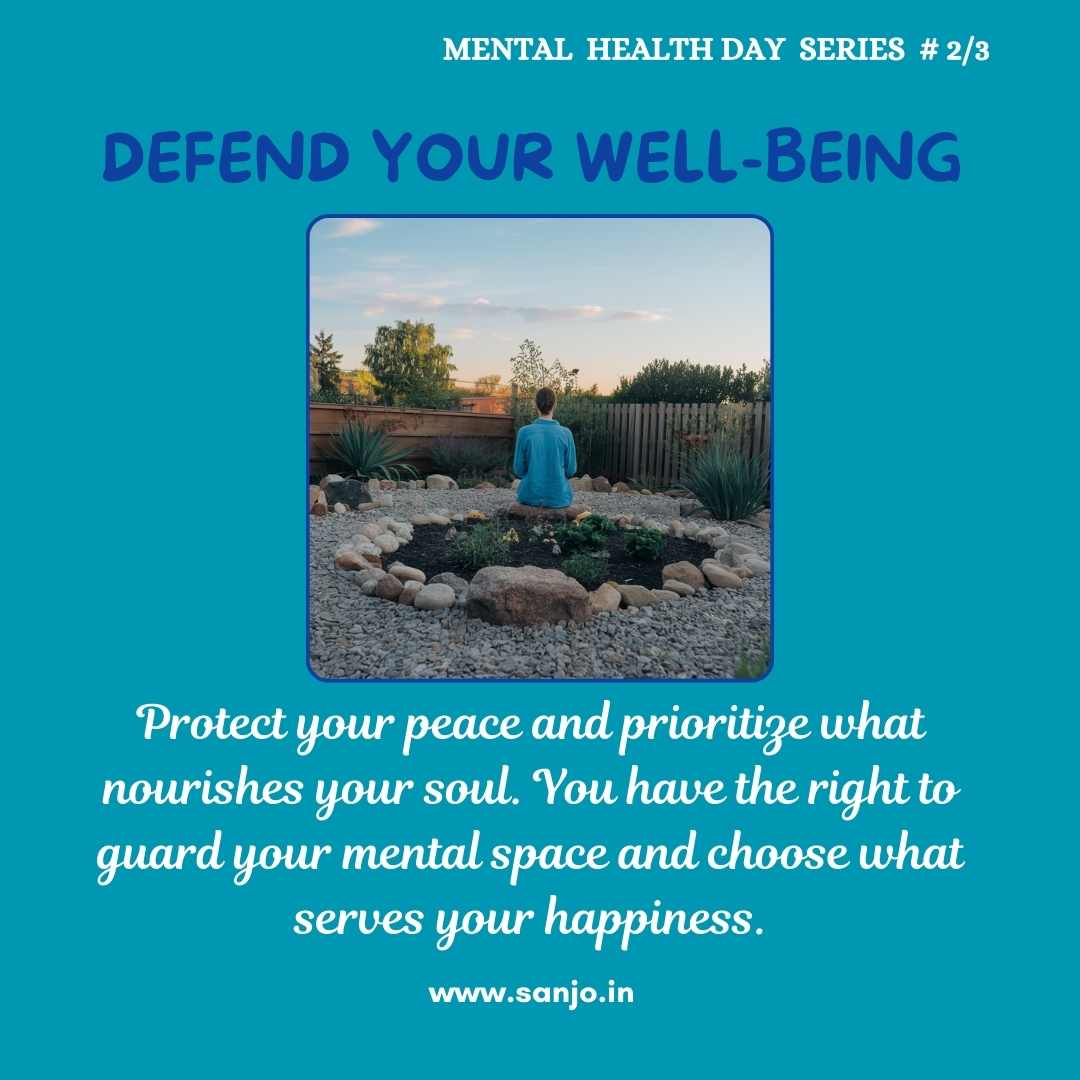 MENTAL HEALTH DAY SERIES # 2/3
DEFEND YOUR WELL-BEING
Protect your peace and prioritize what
nourishes your soul. You have the right to
guard your mental space and choose what
serves your happiness.
www.sanjo.in